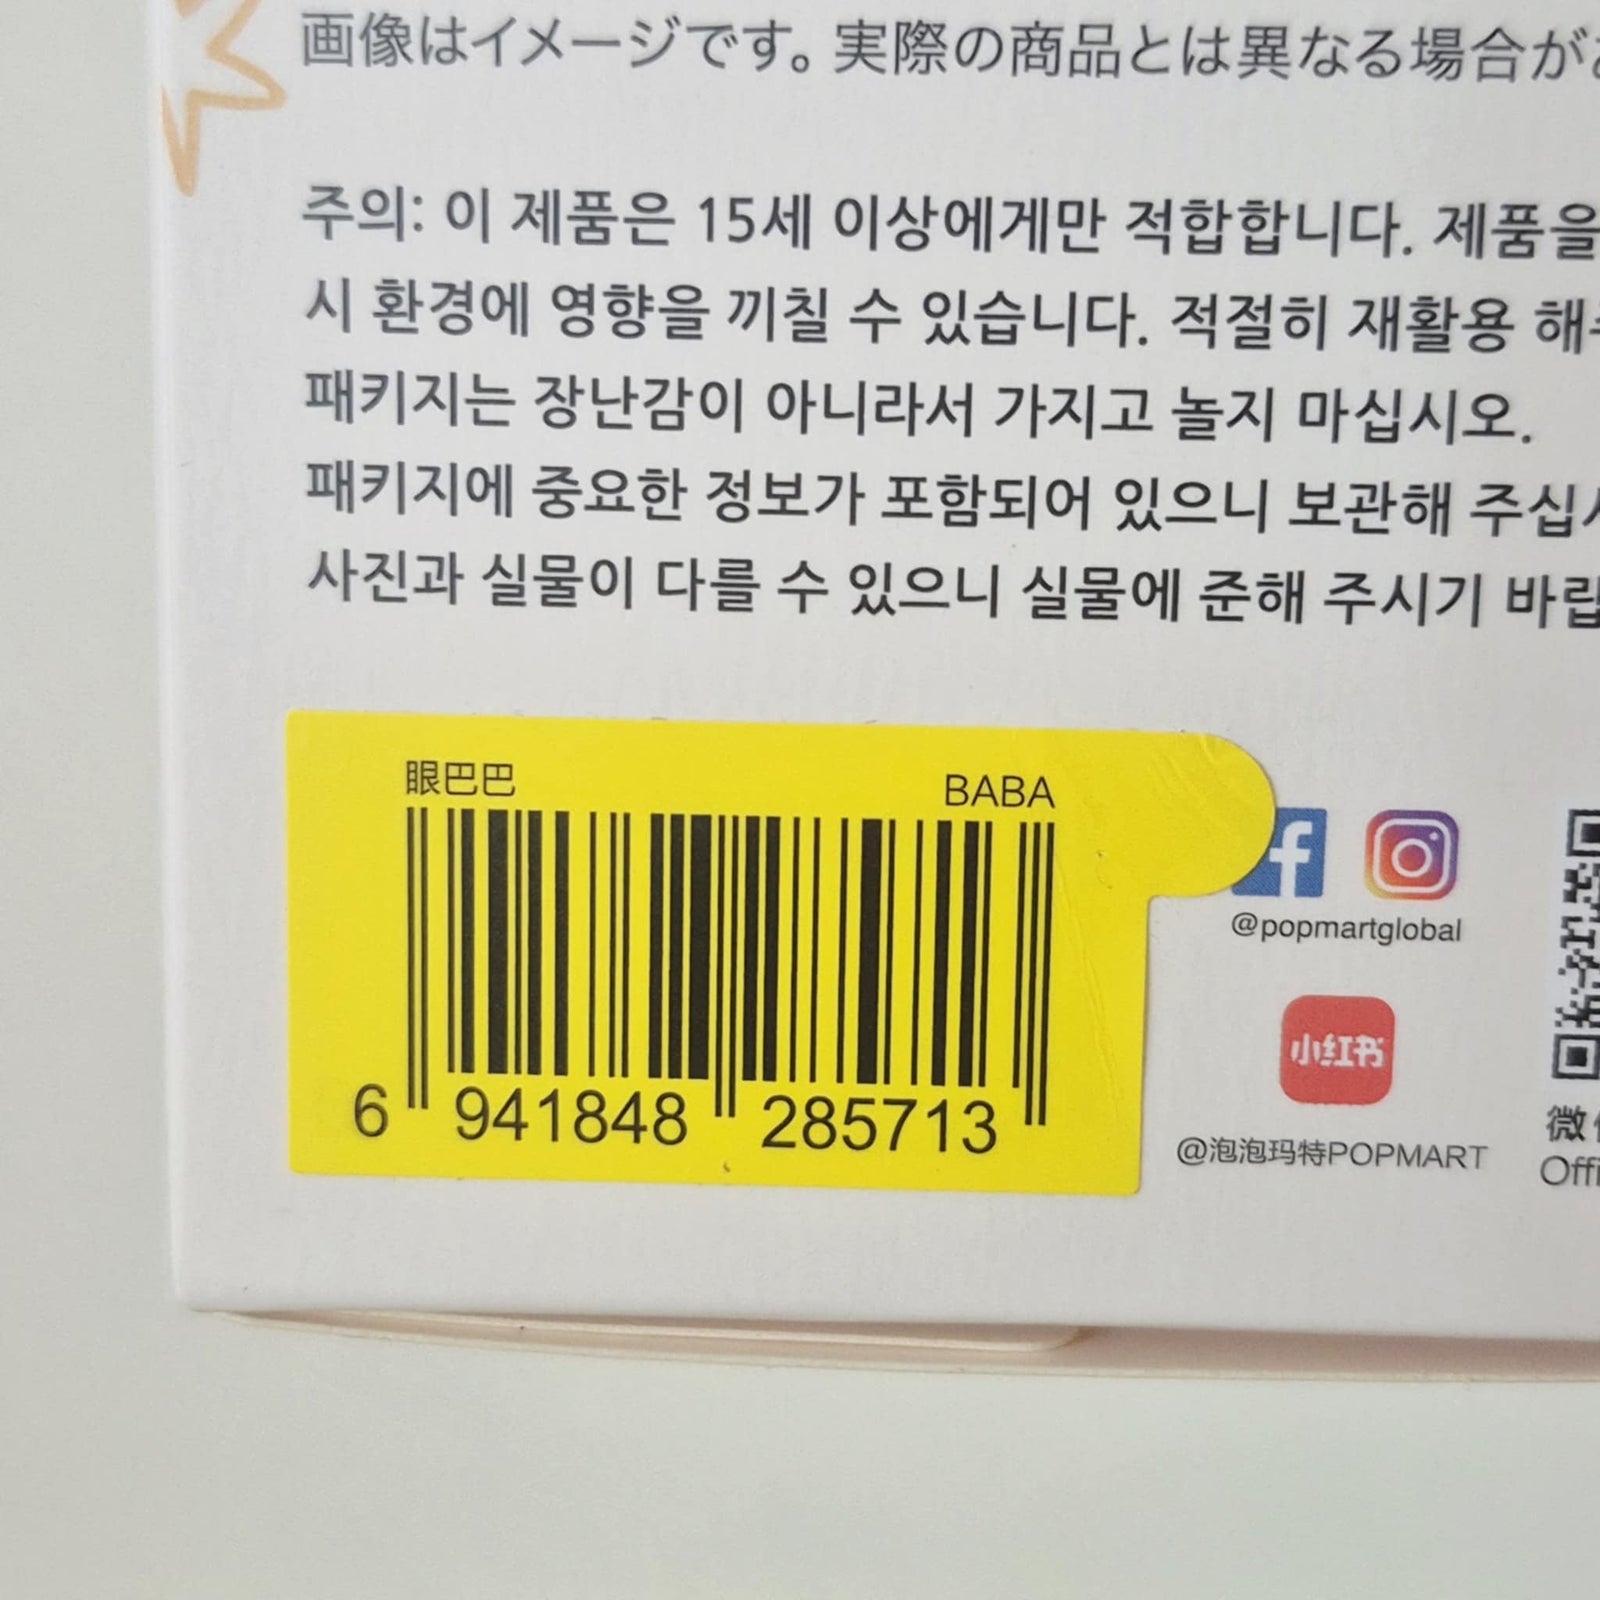 画像はイメージです。実際の商品とは異なる場合が
주의: 이 제품은 15세 이상에게만 적합합니다. 제품을
시 환경에 영향을 끼칠 수 있습니다. 적절히 재활용 해
패키지는 장난감이 아니라서 가지고 놀지 마십시오.
패키지에 중요한 정보가 포함되어 있으니 보관해 주십
사진과 실물이 다를 수 있으니 실물에 준해 주시기 바랍
眼巴巴 BABA
6 941848 285713
@popmartglobal
小红书
@泡泡玛特POPMART
微
Offi